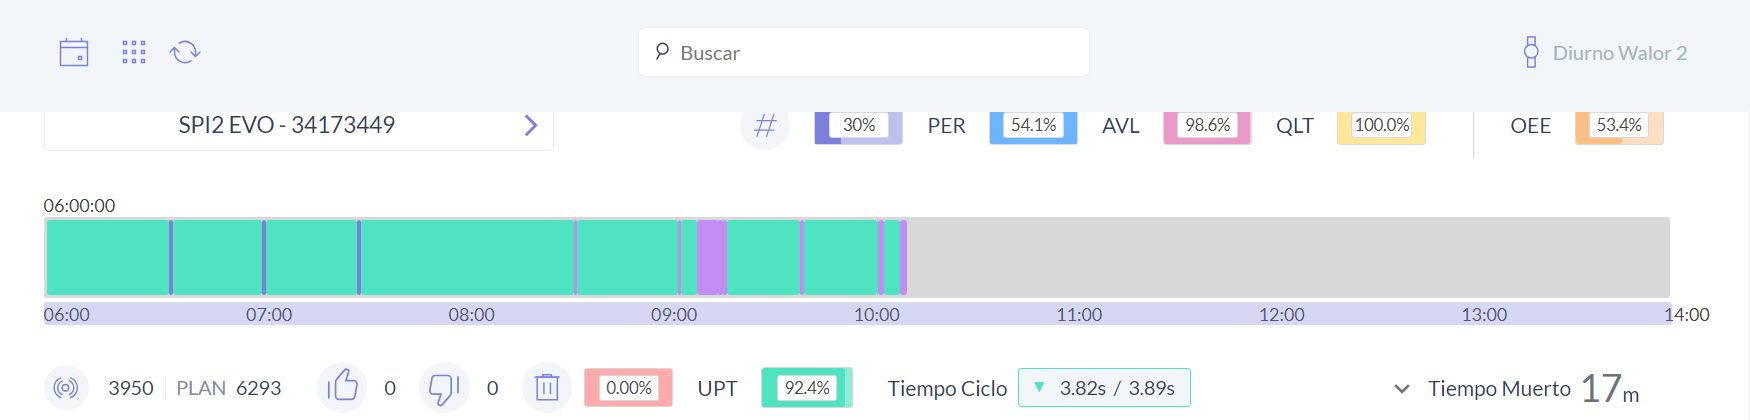 Buscar
Diurno Walor 2
SPI2 EVO - 34173449
30% PER 54.1% AVL 98.6% QLT 100.0% OEE 53.4%
06:00:00
06:00 07:00 08:00 09:00 10:00 11:00 12:00 13:00 14:00
3950 PLAN 6293 0 0 0.00% UPT 92.4% Tiempo Ciclo 3.82s / 3.89s Tiempo Muerto 17m